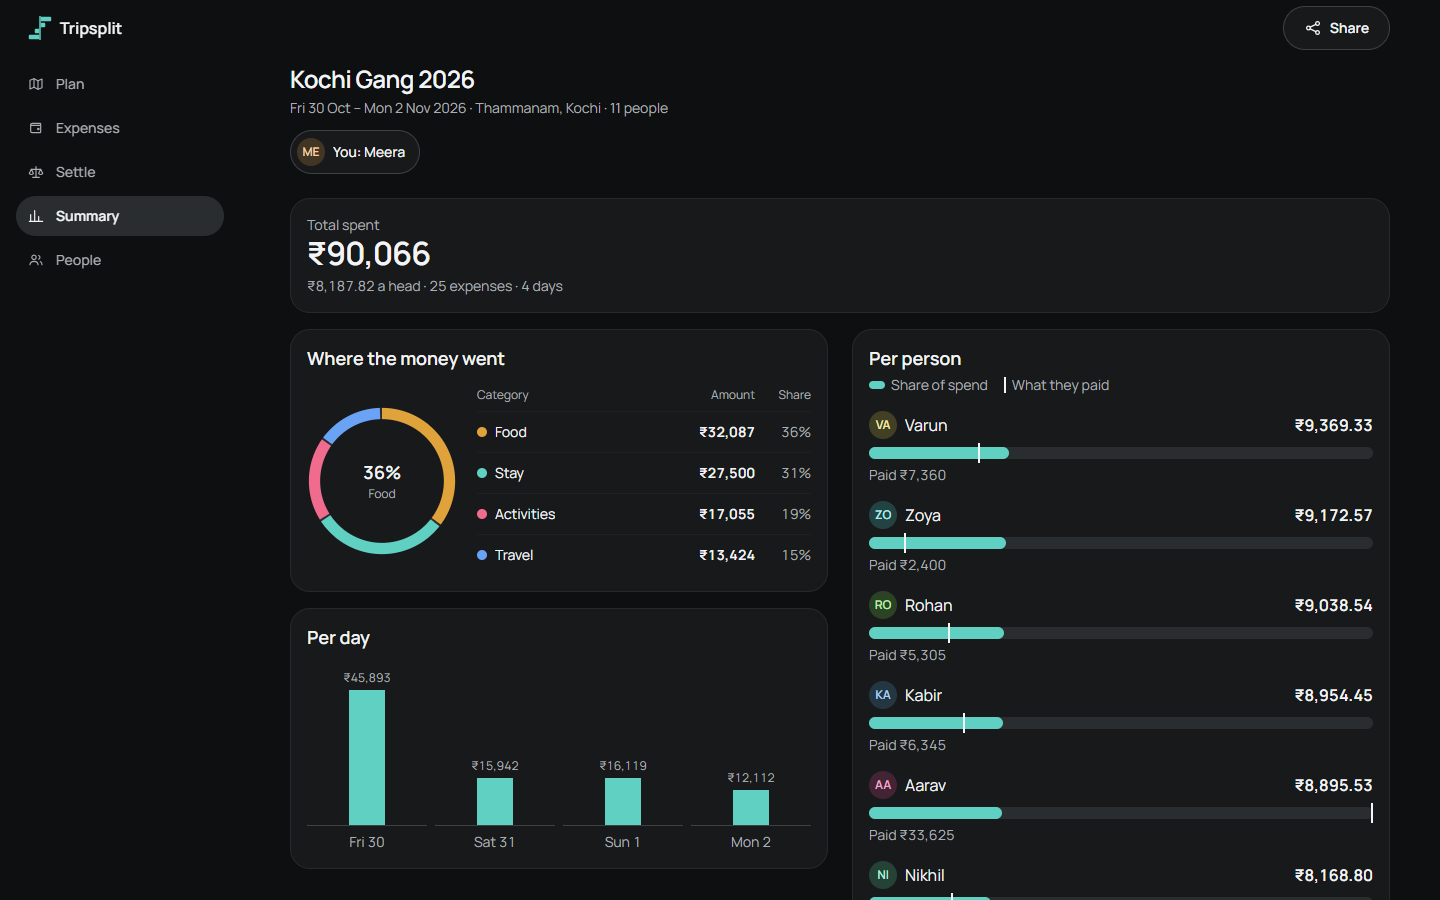 Tripsplit
Share
Plan
Expenses
Settle
Summary
People
Kochi Gang 2026
Fri 30 Oct – Mon 2 Nov 2026 · Thammanam, Kochi · 11 people
ME You: Meera
Total spent
₹90,066
₹8,187.82 a head · 25 expenses · 4 days
Where the money went
36%
Food
Category Amount Share
Food ₹32,087 36%
Stay ₹27,500 31%
Activities ₹17,055 19%
Travel ₹13,424 15%
Per day
₹45,893
₹15,942
₹16,119
₹12,112
Fri 30
Sat 31
Sun 1
Mon 2
Per person
Share of spend What they paid
VA Varun ₹9,369.33
Paid ₹7,360
ZO Zoya ₹9,172.57
Paid ₹2,400
RO Rohan ₹9,038.54
Paid ₹5,305
KA Kabir ₹8,954.45
Paid ₹6,345
AA Aarav ₹8,895.53
Paid ₹33,625
NI Nikhil ₹8,168.80